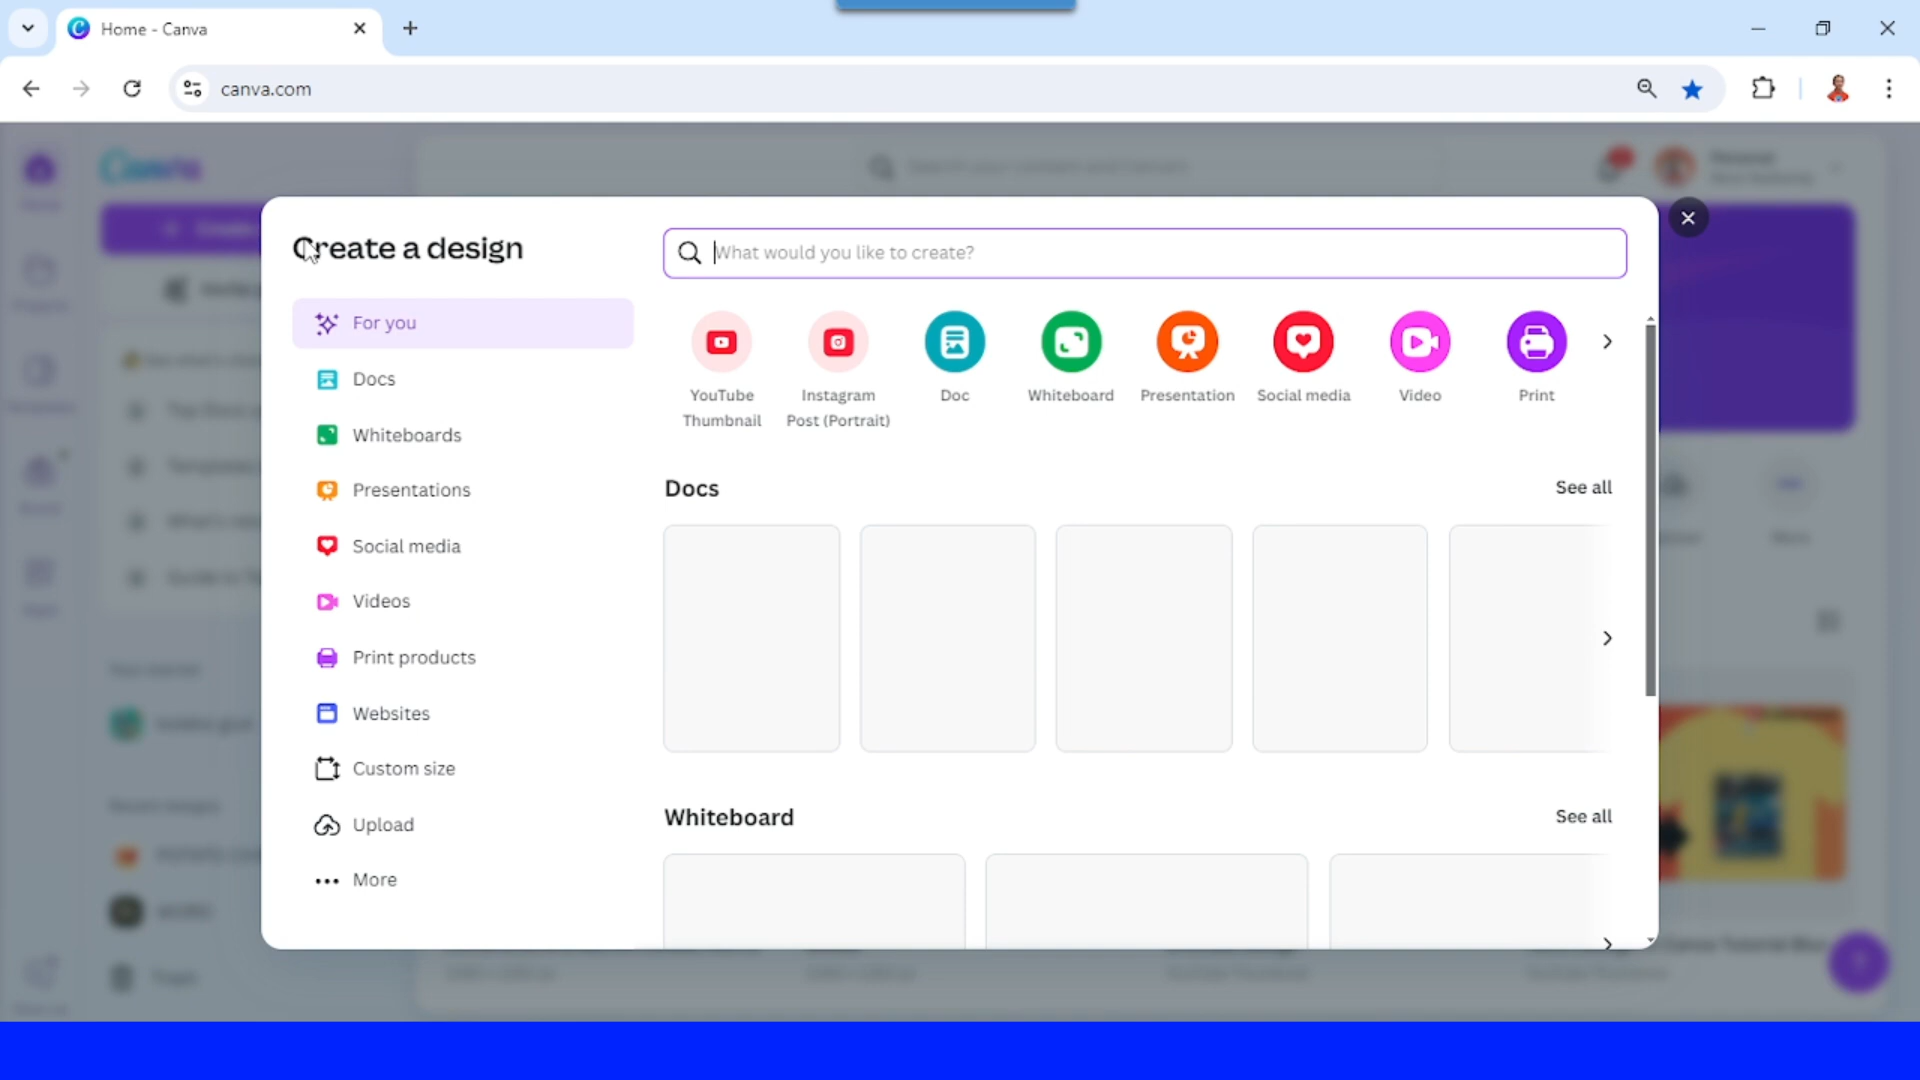 Home - Canva
canva.com
Canva
Create a design
What would you like to create?
For you
Docs
Whiteboards
Presentations
Social media
Videos
Print products
Websites
Custom size
Upload
More
YouTube Thumbnail
Instagram Post (Portrait)
Doc
Whiteboard
Presentation
Social media
Video
Print
Docs
See all
Whiteboard
See all